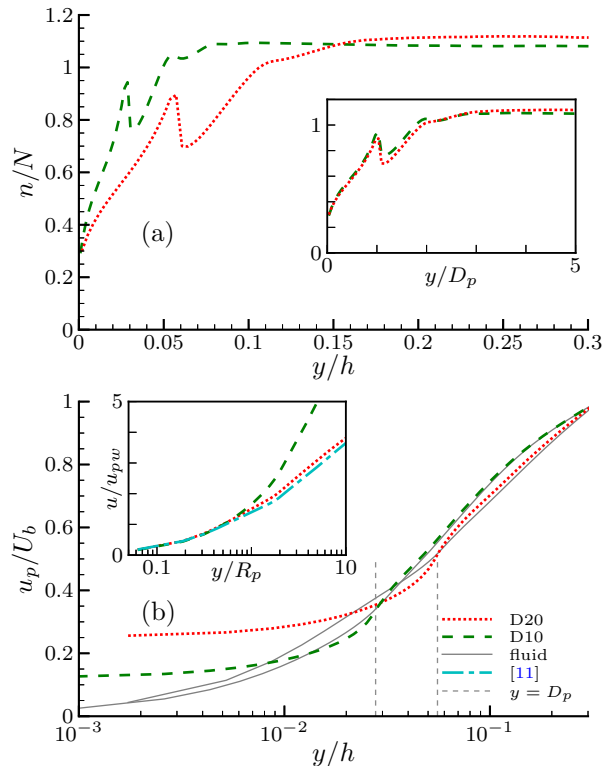 1.2
1
0.8
0.6
0.4
0.2
0
n/N
(a)
1
0
0
5
y/D_p
0
0.05
0.1
0.15
0.2
0.25
0.3
y/h
1
0.8
0.6
0.4
0.2
0
u_p/U_b
5
0
u/u_{pw}
0.1
10
y/R_p
(b)
D20
D10
fluid
[11]
y = D_p
10^{-3}
10^{-2}
10^{-1}
y/h